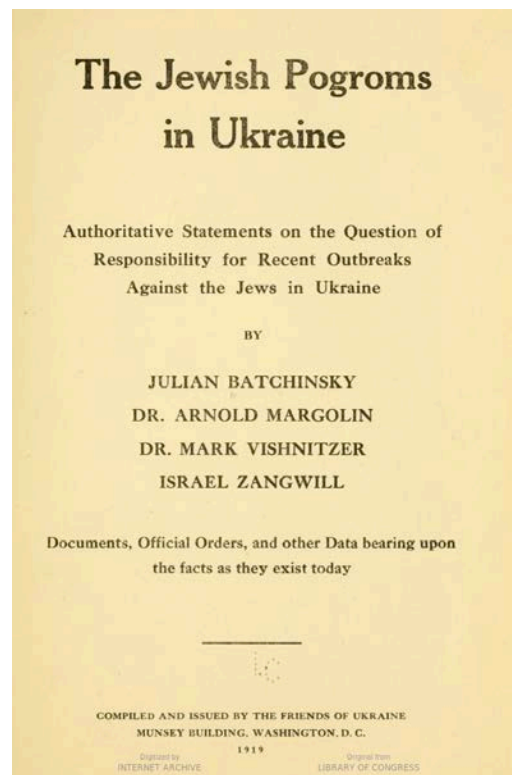 The Jewish Pogroms
in Ukraine
Authoritative Statements on the Question of
Responsibility for Recent Outbreaks
Against the Jews in Ukraine
BY
JULIAN BATCHINSKY
DR. ARNOLD MARGOLIN
DR. MARK VISHNITZER
ISRAEL ZANGWILL
Documents, Official Orders, and other Data bearing upon
the facts as they exist today
COMPILED AND ISSUED BY THE FRIENDS OF UKRAINE
MUNSEY BUILDING, WASHINGTON, D. C.
1919
Digitized by
INTERNET ARCHIVE
Original from
LIBRARY OF CONGRESS